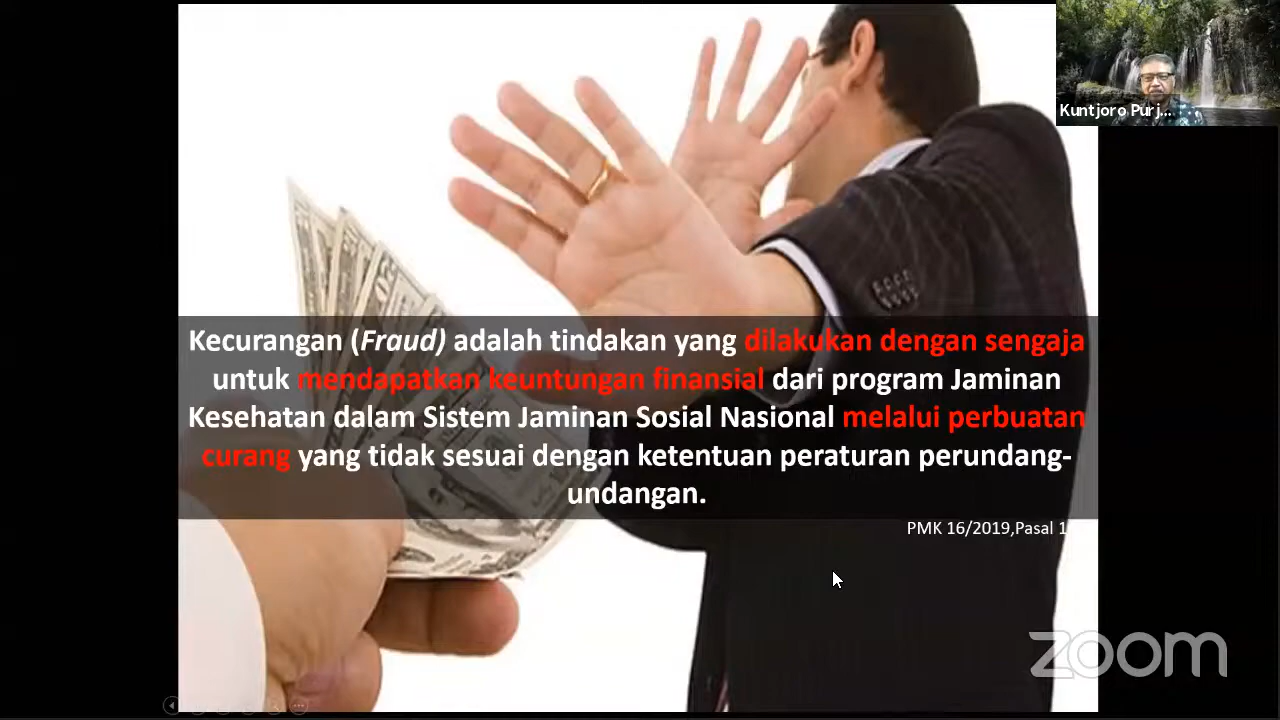 Kuntjoro Purj...
Kecurangan (Fraud) adalah tindakan yang dilakukan dengan sengaja
untuk mendapatkan keuntungan finansial dari program Jaminan
Kesehatan dalam Sistem Jaminan Sosial Nasional melalui perbuatan
curang yang tidak sesuai dengan ketentuan peraturan perundang-
undangan.
PMK 16/2019,Pasal 1
zoom